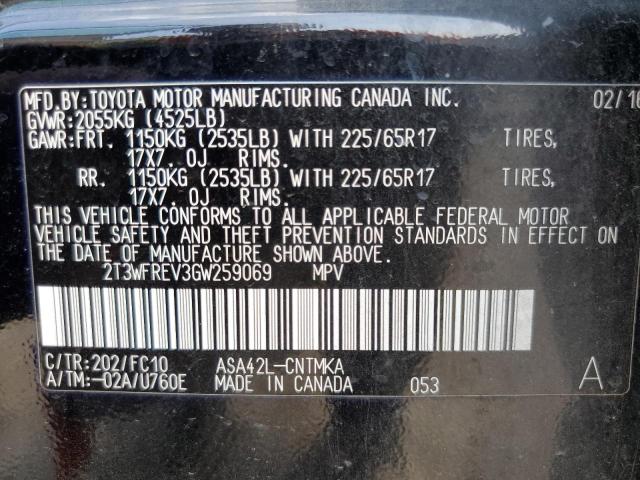 MFD.BY:TOYOTA MOTOR MANUFACTURING CANADA INC. 02/16
GVWR:2055KG (4525LB)
GAWR:FRT. 1150KG (2535LB) WITH 225/65R17 TIRES,
17X7. 0J RIMS.
RR. 1150KG (2535LB) WITH 225/65R17 TIRES,
17X7. 0J RIMS.
THIS VEHICLE CONFORMS TO ALL APPLICABLE FEDERAL MOTOR
VEHICLE SAFETY AND THEFT PREVENTION STANDARDS IN EFFECT ON
THE DATE OF MANUFACTURE SHOWN ABOVE.
2T3WFREV3GW259069 MPV
C/TR:202/FC10 ASA42L-CNTMKA
A/TM:-02A/U760E MADE IN CANADA 053 A